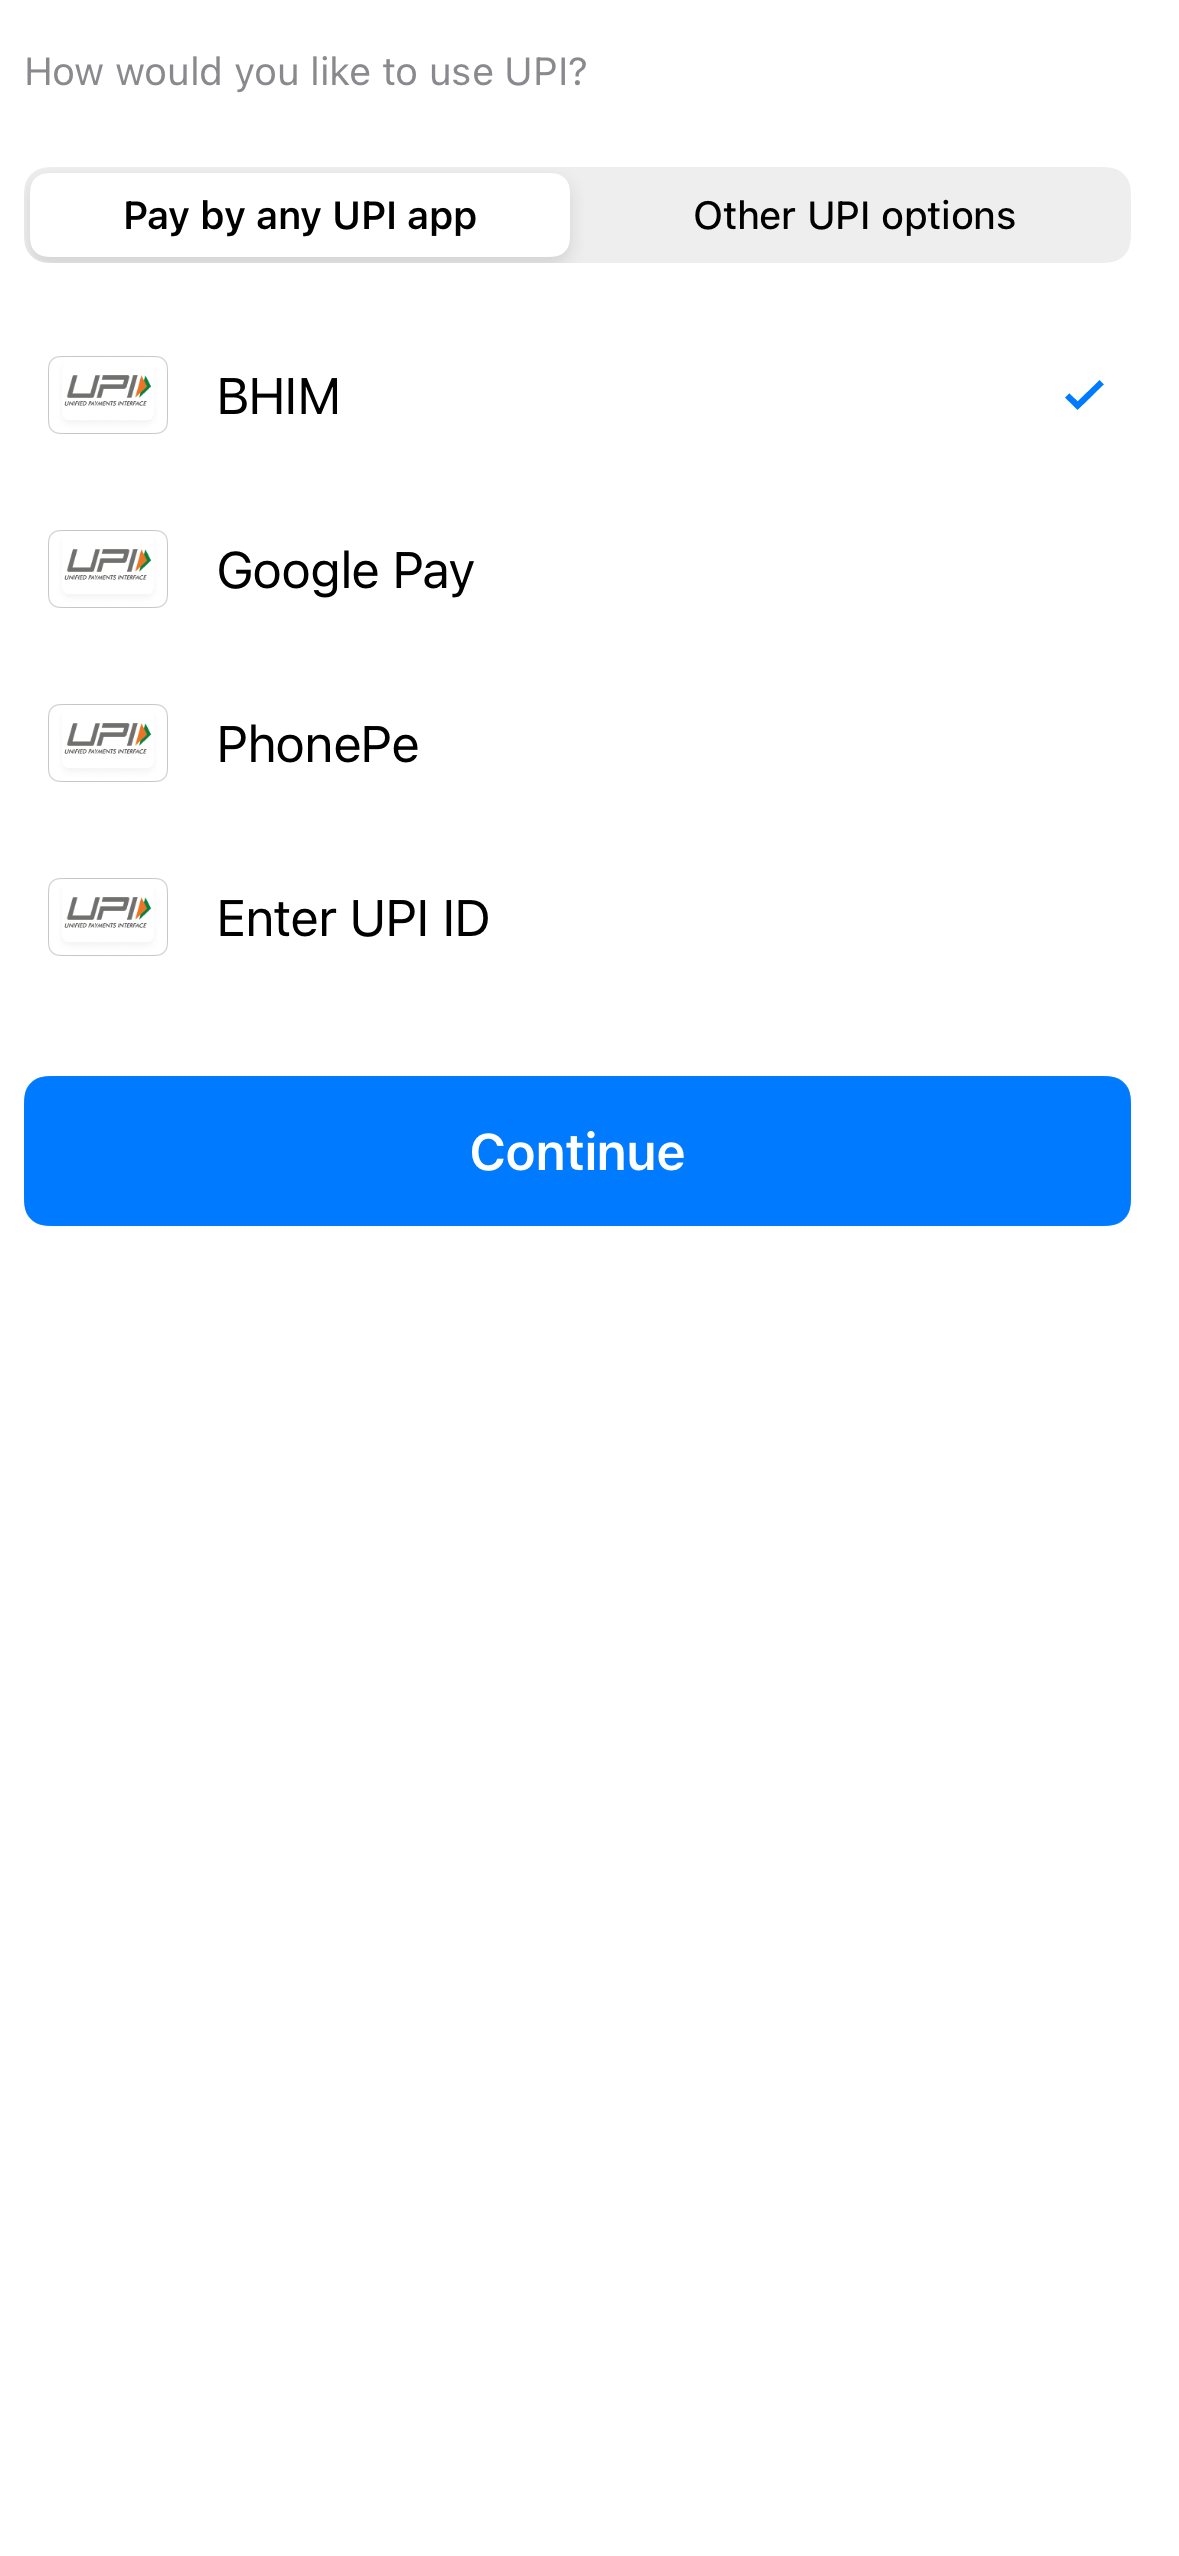 How would you like to use UPI?
Pay by any UPI app
Other UPI options
UPI
UNIFIED PAYMENTS INTERFACE
BHIM
UPI
UNIFIED PAYMENTS INTERFACE
Google Pay
UPI
UNIFIED PAYMENTS INTERFACE
PhonePe
UPI
UNIFIED PAYMENTS INTERFACE
Enter UPI ID
Continue